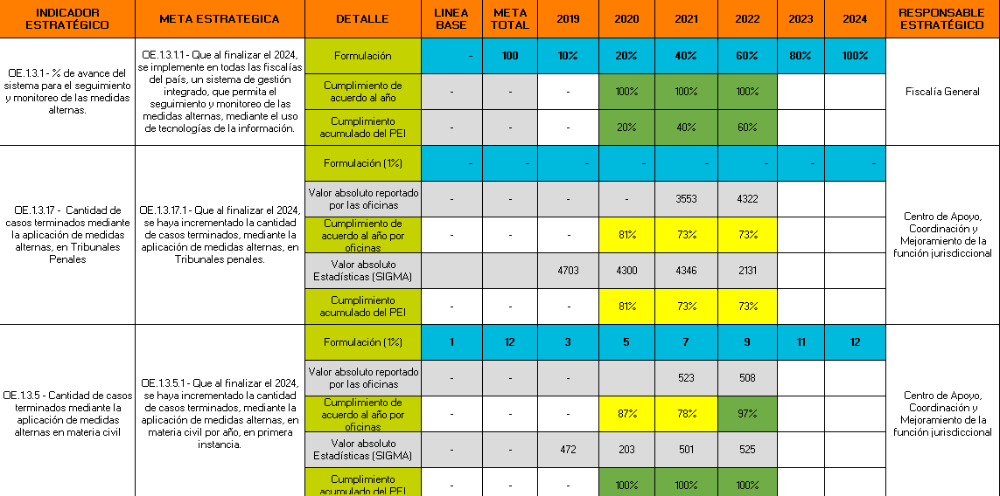 INDICADOR ESTRATÉGICO	META ESTRATEGICA	DETALLE	LINEA BASE	META TOTAL	2019	2020	2021	2022	2023	2024	RESPONSABLE ESTRATÉGICO
OE.1.3.1 - % de avance del
sistema para el seguimiento
y monitoreo de las medidas
alternas.
OE.1.3.1.1 - Que al finalizar el 2024,
se implemente en todas las fiscalías
del país, un sistema de gestión
integrado, que permita el
seguimiento y monitoreo de las
medidas alternas, mediante el uso
de tecnologías de la información.
Formulación	-	100	10%	20%	40%	60%	80%	100%
Cumplimiento de
acuerdo al año	-	-	-	100%	100%	100%
Cumplimiento
acumulado del PEI	-	-	-	20%	40%	60%
Fiscalía General
OE.1.3.17 - Cantidad de
casos terminados mediante
la aplicación de medidas
alternas, en Tribunales
Penales
OE.1.3.17.1 - Que al finalizar el 2024,
se haya incrementado la cantidad
de casos terminados, mediante la
aplicación de medidas alternas, en
Tribunales penales.
Formulación (1%)	-	-	-	-	-	-	-	-
Valor absoluto reportado
por las oficinas	-	-	-	-	3553	4322
Cumplimiento de
acuerdo al año por
oficinas	-	-	-	81%	73%	73%
Valor absoluto
Estadísticas (SIGMA)	4703	4300	4346	2131
Cumplimiento
acumulado del PEI	-	-	-	81%	73%	73%
Centro de Apoyo,
Coordinación y
Mejoramiento de la
función jurisdiccional
OE.1.3.5 - Cantidad de casos
terminados mediante la
aplicación de medidas
alternas en materia civil
OE.1.3.5.1 - Que al finalizar el 2024,
se haya incrementado la cantidad
de casos terminados, mediante la
aplicación de medidas alternas, en
materia civil por año, en primera
instancia.
Formulación (1%)	1	12	3	5	7	9	11	12
Valor absoluto reportado
por las oficinas	-	-	-	523	508
Cumplimiento de
acuerdo al año por
oficinas	-	-	-	87%	78%	97%
Valor absoluto
Estadísticas (SIGMA)	-	-	472	203	501	525
Cumplimiento
acumulado del PEI	-	-	-	100%	100%	100%
Centro de Apoyo,
Coordinación y
Mejoramiento de la
función jurisdiccional